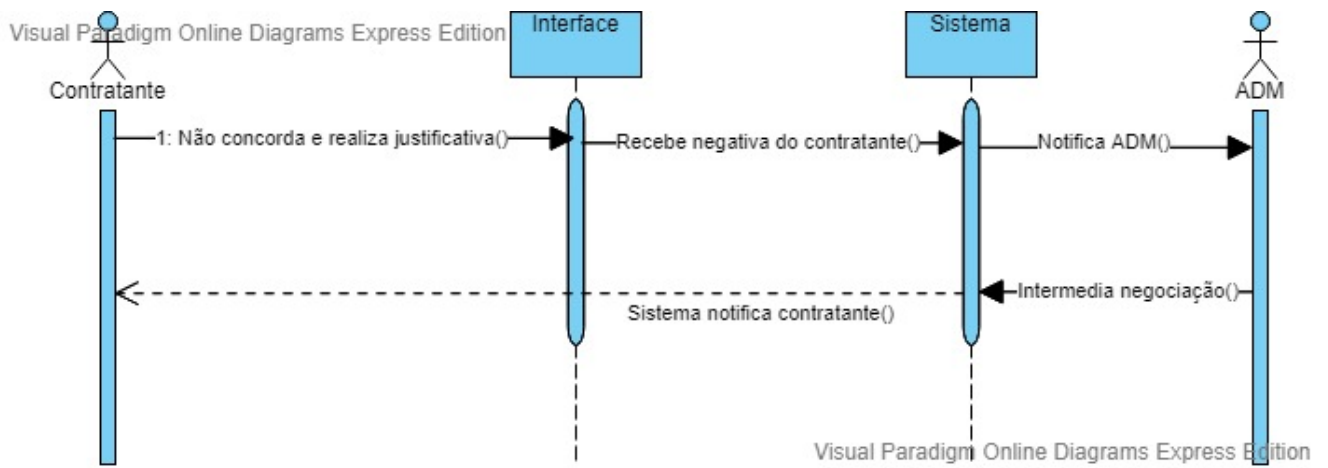 Visual Paradigm Online Diagrams Express Edition
Interface
Sistema
Contratante
ADM
1: Não concorda e realiza justificativa()
Recebe negativa do contratante()
Notifica ADM()
Intermedia negociação()
Sistema notifica contratante()
Visual Paradigm Online Diagrams Express Edition